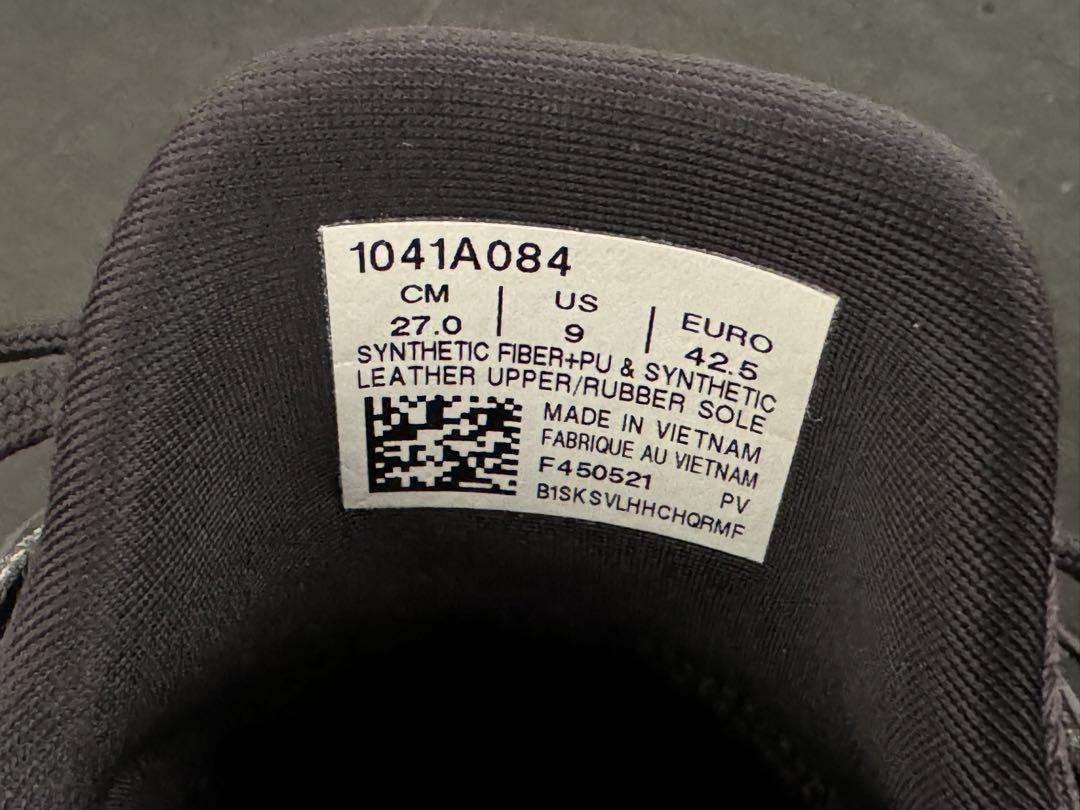 1041A084
CM | US | EURO
27.0 | 9 | 42.5
SYNTHETIC FIBER+PU & SYNTHETIC
LEATHER UPPER/RUBBER SOLE
MADE IN VIETNAM
FABRIQUE AU VIETNAM
F450521 PV
B1SKSVLHHCHQRMF